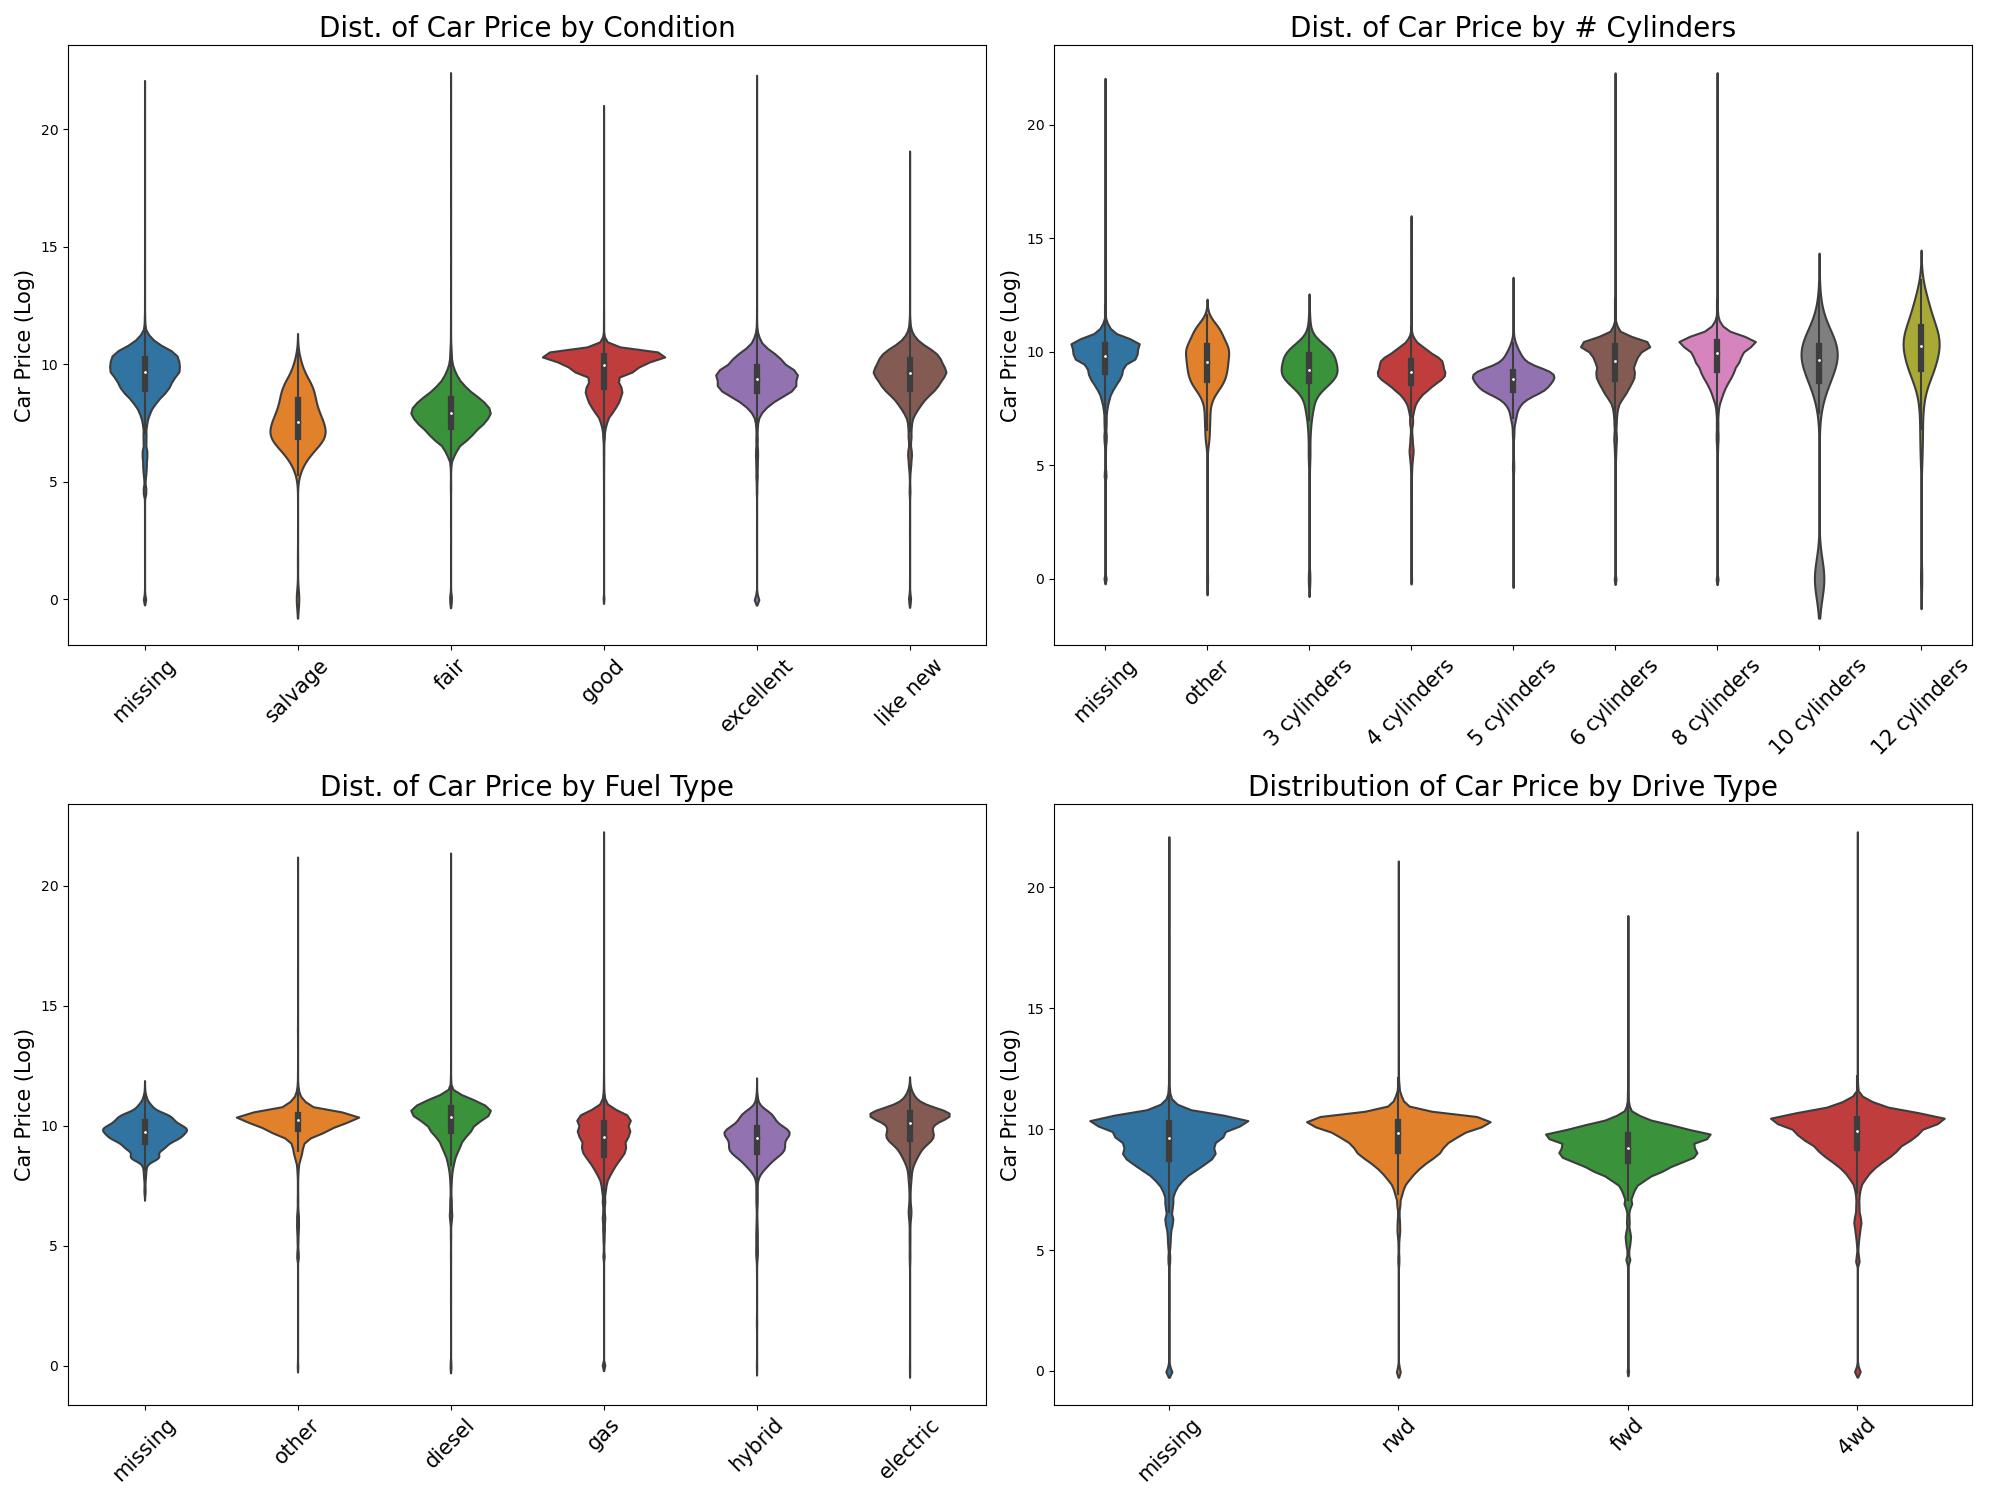 Dist. of Car Price by Condition
Car Price (Log)
20
15
10
5
0
missing
salvage
fair
good
excellent
like new
Dist. of Car Price by # Cylinders
Car Price (Log)
20
15
10
5
0
missing
other
3 cylinders
4 cylinders
5 cylinders
6 cylinders
8 cylinders
10 cylinders
12 cylinders
Dist. of Car Price by Fuel Type
Car Price (Log)
20
15
10
5
0
missing
other
diesel
gas
hybrid
electric
Distribution of Car Price by Drive Type
Car Price (Log)
20
15
10
5
0
missing
rwd
fwd
4wd